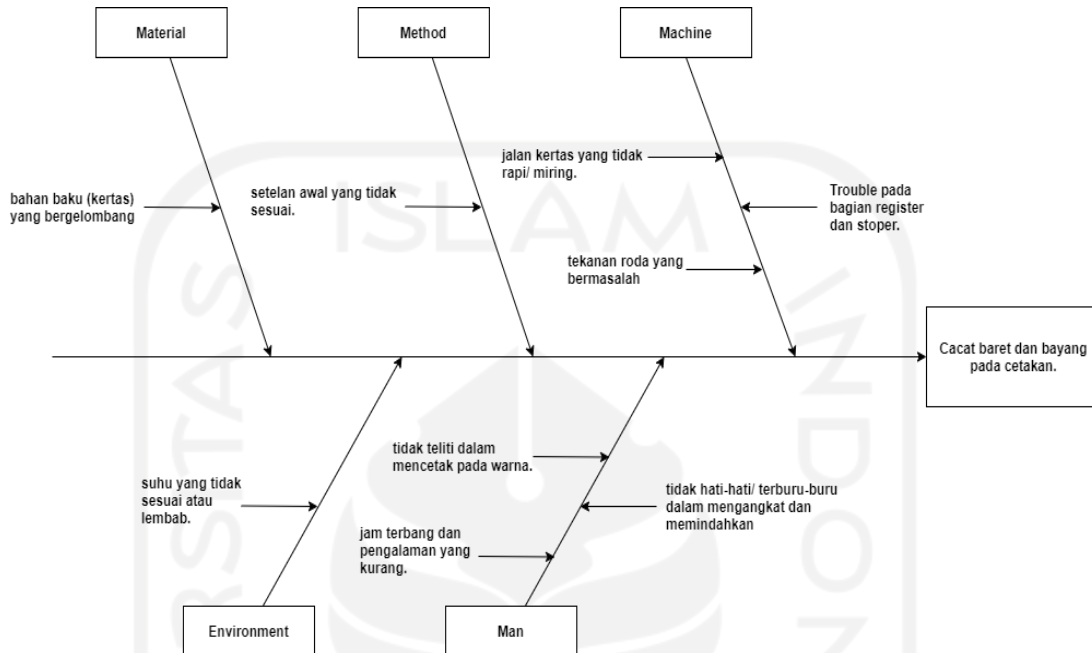 Material
Method
Machine
jalan kertas yang tidak
rapi/ miring.
bahan baku (kertas)
yang bergelombang
setelan awal yang tidak
sesuai.
Trouble pada
bagian register
dan stoper.
tekanan roda yang
bermasalah
Cacat baret dan bayang
pada cetakan.
tidak teliti dalam
mencetak pada warna.
suhu yang tidak
sesuai atau
lembab.
tidak hati-hati/ terburu-buru
dalam mengangkat dan
memindahkan
jam terbang dan
pengalaman yang
kurang.
Environment
Man
ISLAM
RSITAS
INDON